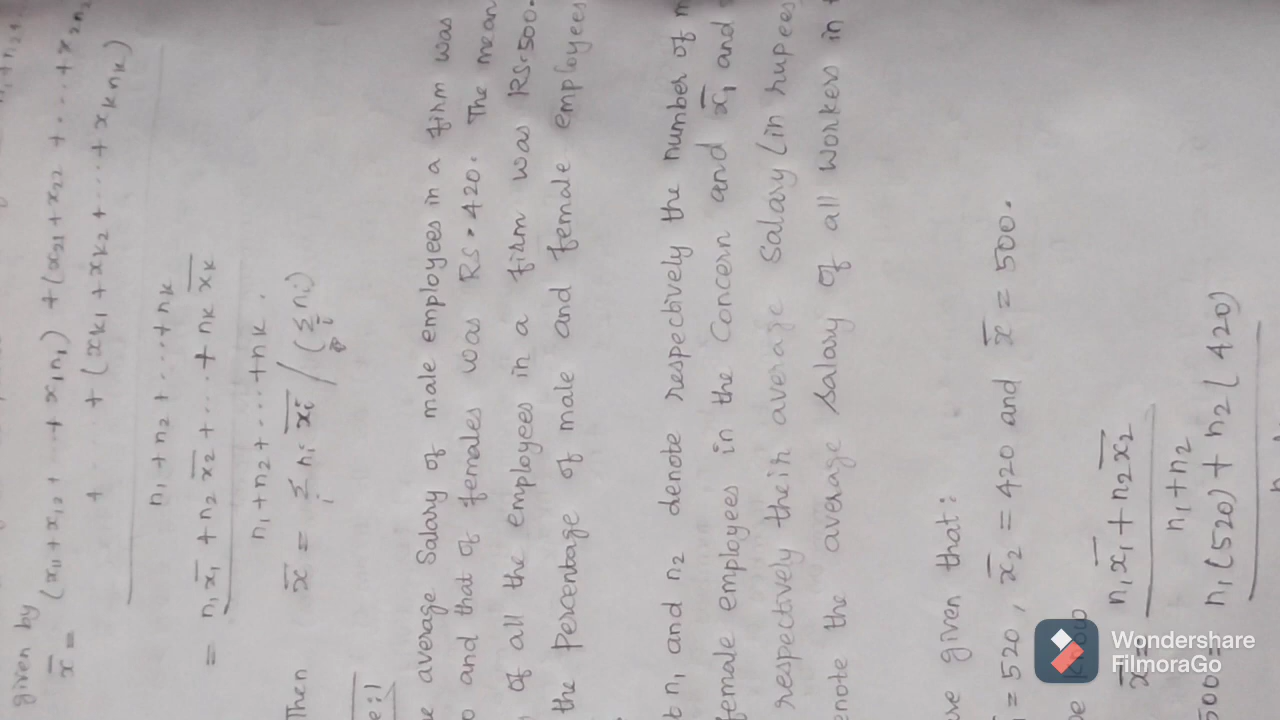 given by
x̄ = (x11 + x12 + + x1n1) + (x21 + x22 + ... + x2n2
+ + (xk1 + xk2 + ... + xknk)
n1 + n2 + ... + nk
= n1x̄1 + n2x̄2 + ... + nkx̄k
n1 + n2 + ... + nk.
Then x̄ = Σi ni x̄i / (Σi ni)
e:1
average Salary of male employees in a firm was
and that of females was RS. 420. The mean
of all the employees in a firm was RS.500.
the Percentage of male and female employees
n1 and n2 denote respectively the number of
female employees in the Concern and x̄1 and
respectively their average Salary (in rupees
enote the average Salary of all workers in
are given that:
= 520, x̄2 = 420 and x̄ = 500.
know
x̄ = n1x̄1 + n2x̄2
n1 + n2
500 = n1(520) + n2(420)
Wondershare
FilmoraGo